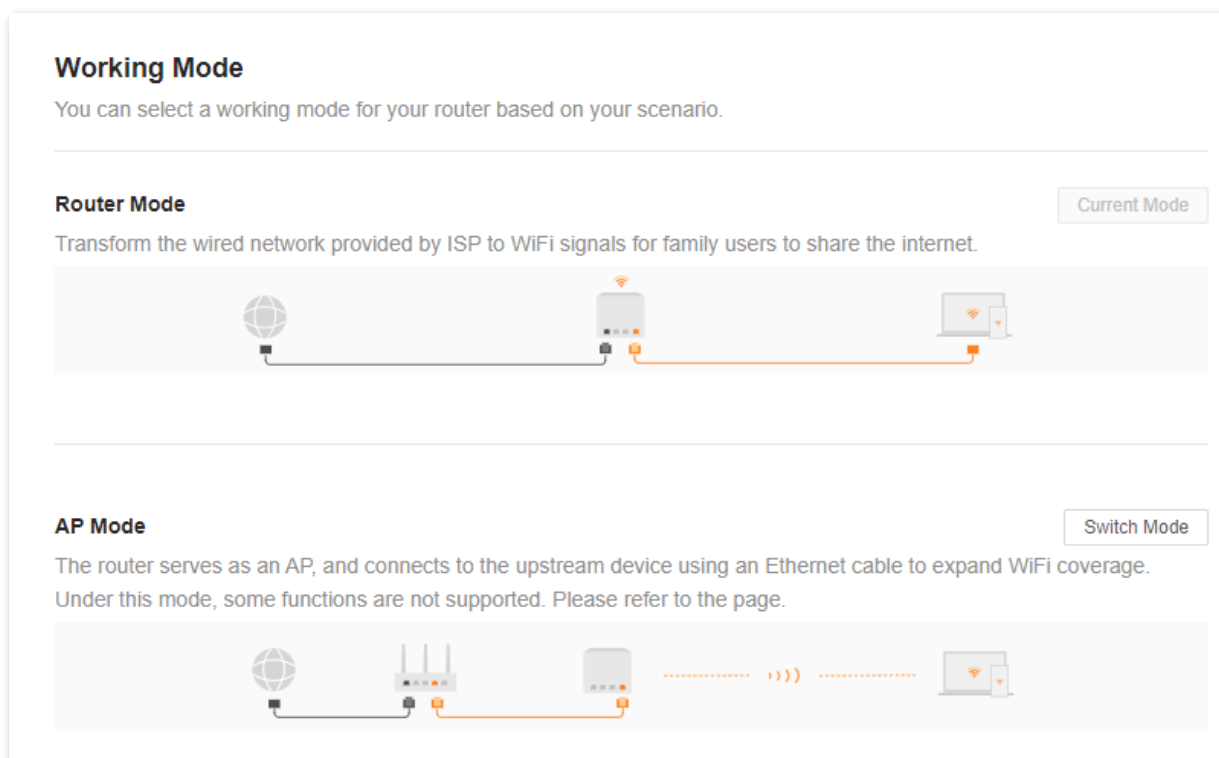 Working Mode
You can select a working mode for your router based on your scenario.
Router Mode
Current Mode
Transform the wired network provided by ISP to WiFi signals for family users to share the internet.
AP Mode
Switch Mode
The router serves as an AP, and connects to the upstream device using an Ethernet cable to expand WiFi coverage.
Under this mode, some functions are not supported. Please refer to the page.